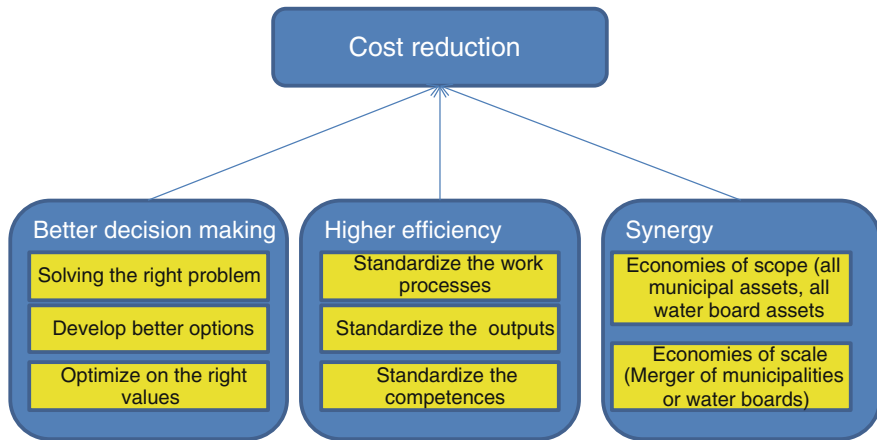 Cost reduction
Better decision making
Solving the right problem
Develop better options
Optimize on the right
values
Higher efficiency
Standardize the work
processes
Standardize the outputs
Standardize the
competences
Synergy
Economies of scope (all
municipal assets, all
water board assets
Economies of scale
(Merger of municipalities
or water boards)